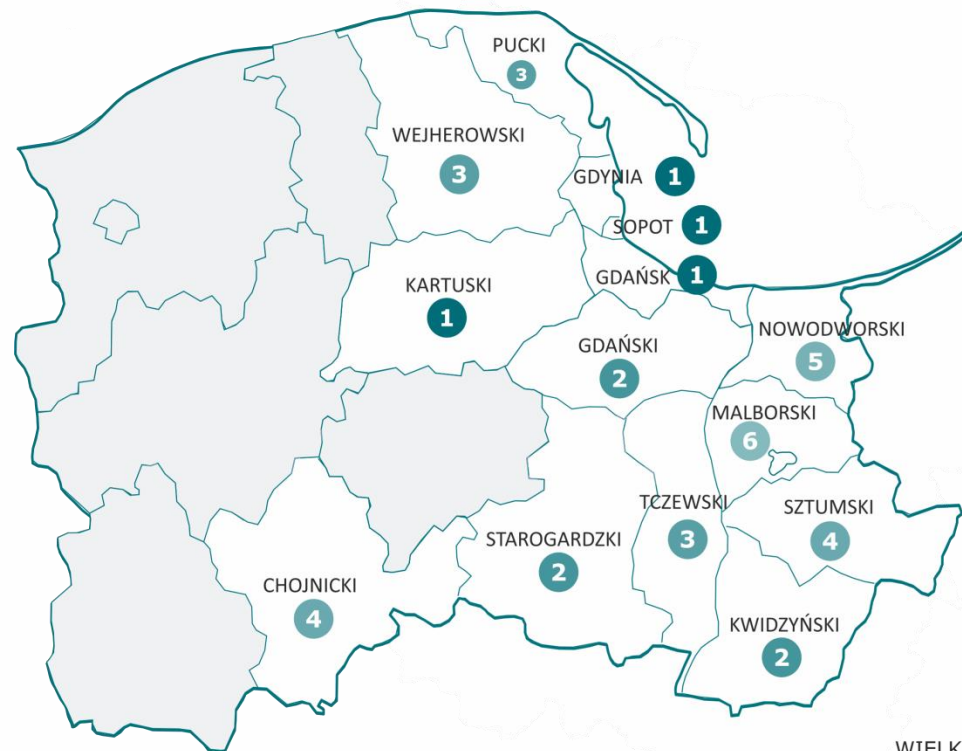 PUCKI
3
WEJHEROWSKI
3
GDYNIA 1
SOPOT 1
GDAŃSK 1
KARTUSKI
1
GDAŃSKI
2
NOWODWORSKI
5
MALBORSKI
6
TCZEWSKI
3
SZTUMSKI
4
STAROGARDZKI
2
CHOJNICKI
4
KWIDZYŃSKI
2
WIELK